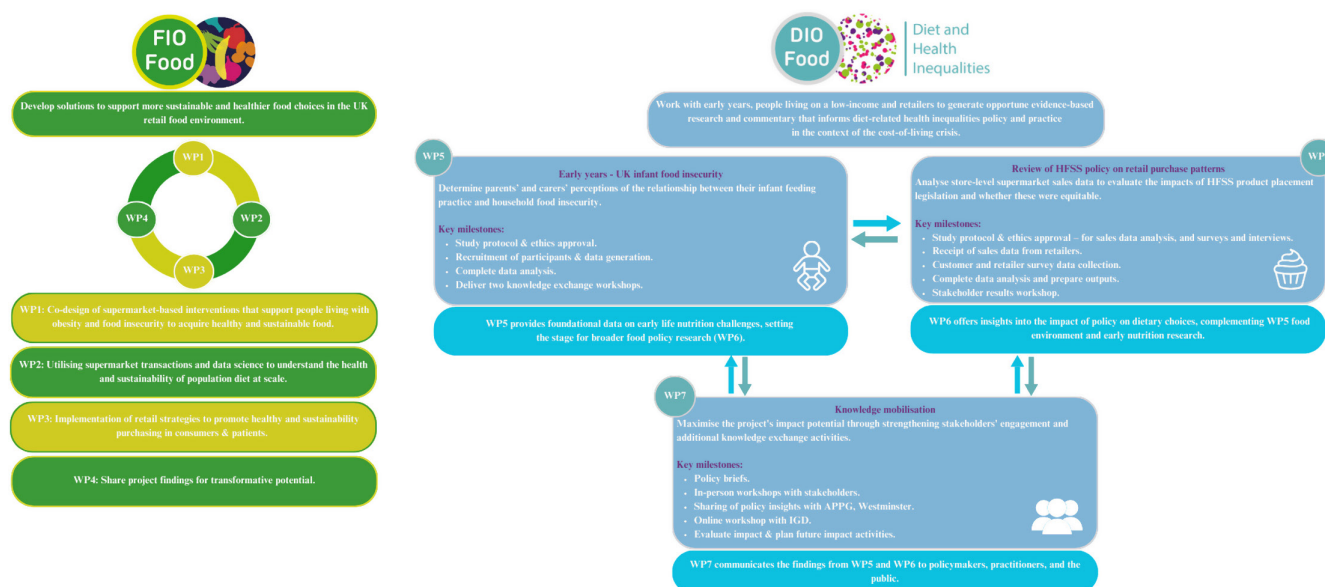 FIO
Food
Develop solutions to support more sustainable and healthier food choices in the UK
retail food environment.
WP1
WP4
WP2
WP3
WP1: Co-design of supermarket-based interventions that support people living with
obesity and food insecurity to acquire healthy and sustainable food.
WP2: Utilising supermarket transactions and data science to understand the health
and sustainability of population diet at scale.
WP3: Implementation of retail strategies to promote healthy and sustainability
purchasing in consumers & patients.
WP4: Share project findings for transformative potential.
DIO
Food
Diet and
Health
Inequalities
Work with early years, people living on a low-income and retailers to generate opportune evidence-based
research and commentary that informs diet-related health inequalities policy and practice
in the context of the cost-of-living crisis.
WP5
Early years - UK infant food insecurity
Determine parents' and carers' perceptions of the relationship between their infant feeding
practice and household food insecurity.
Key milestones:
• Study protocol & ethics approval.
• Recruitment of participants & data generation.
• Complete data analysis.
• Deliver two knowledge exchange workshops.
WP5 provides foundational data on early life nutrition challenges, setting
the stage for broader food policy research (WP6).
WP
Review of HFSS policy on retail purchase patterns
Analyse store-level supermarket sales data to evaluate the impacts of HFSS product placement
legislation and whether these were equitable.
Key milestones:
• Study protocol & ethics approval – for sales data analysis, and surveys and interviews.
• Receipt of sales data from retailers.
• Customer and retailer survey data collection.
• Complete data analysis and prepare outputs.
• Stakeholder results workshop.
WP6 offers insights into the impact of policy on dietary choices, complementing WP5 food
environment and early nutrition research.
WP7
Knowledge mobilisation
Maximise the project's impact potential through strengthening stakeholders' engagement and
additional knowledge exchange activities.
Key milestones:
• Policy briefs.
• In-person workshops with stakeholders.
• Sharing of policy insights with APPG, Westminster.
• Online workshop with IGD.
• Evaluate impact & plan future impact activities.
WP7 communicates the findings from WP5 and WP6 to policymakers, practitioners, and the
public.